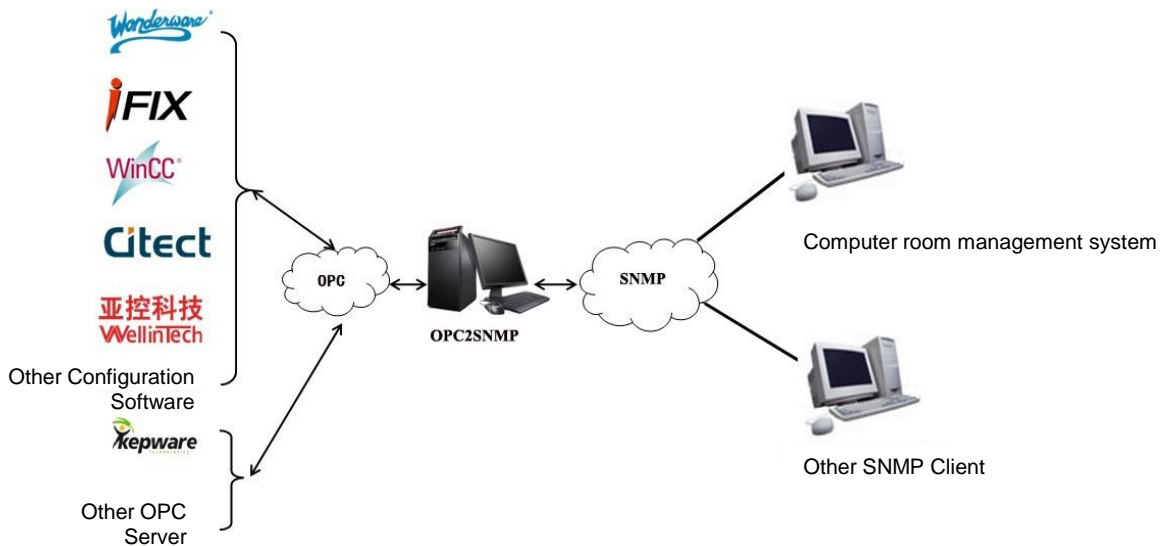 Wonderware
iFIX
WinCC
Citect
亚控科技
WellinTech
Other Configuration
Software
kepware
TECHNOLOGIES
Other OPC
Server
OPC
OPC2SNMP
SNMP
Computer room management system
Other SNMP Client